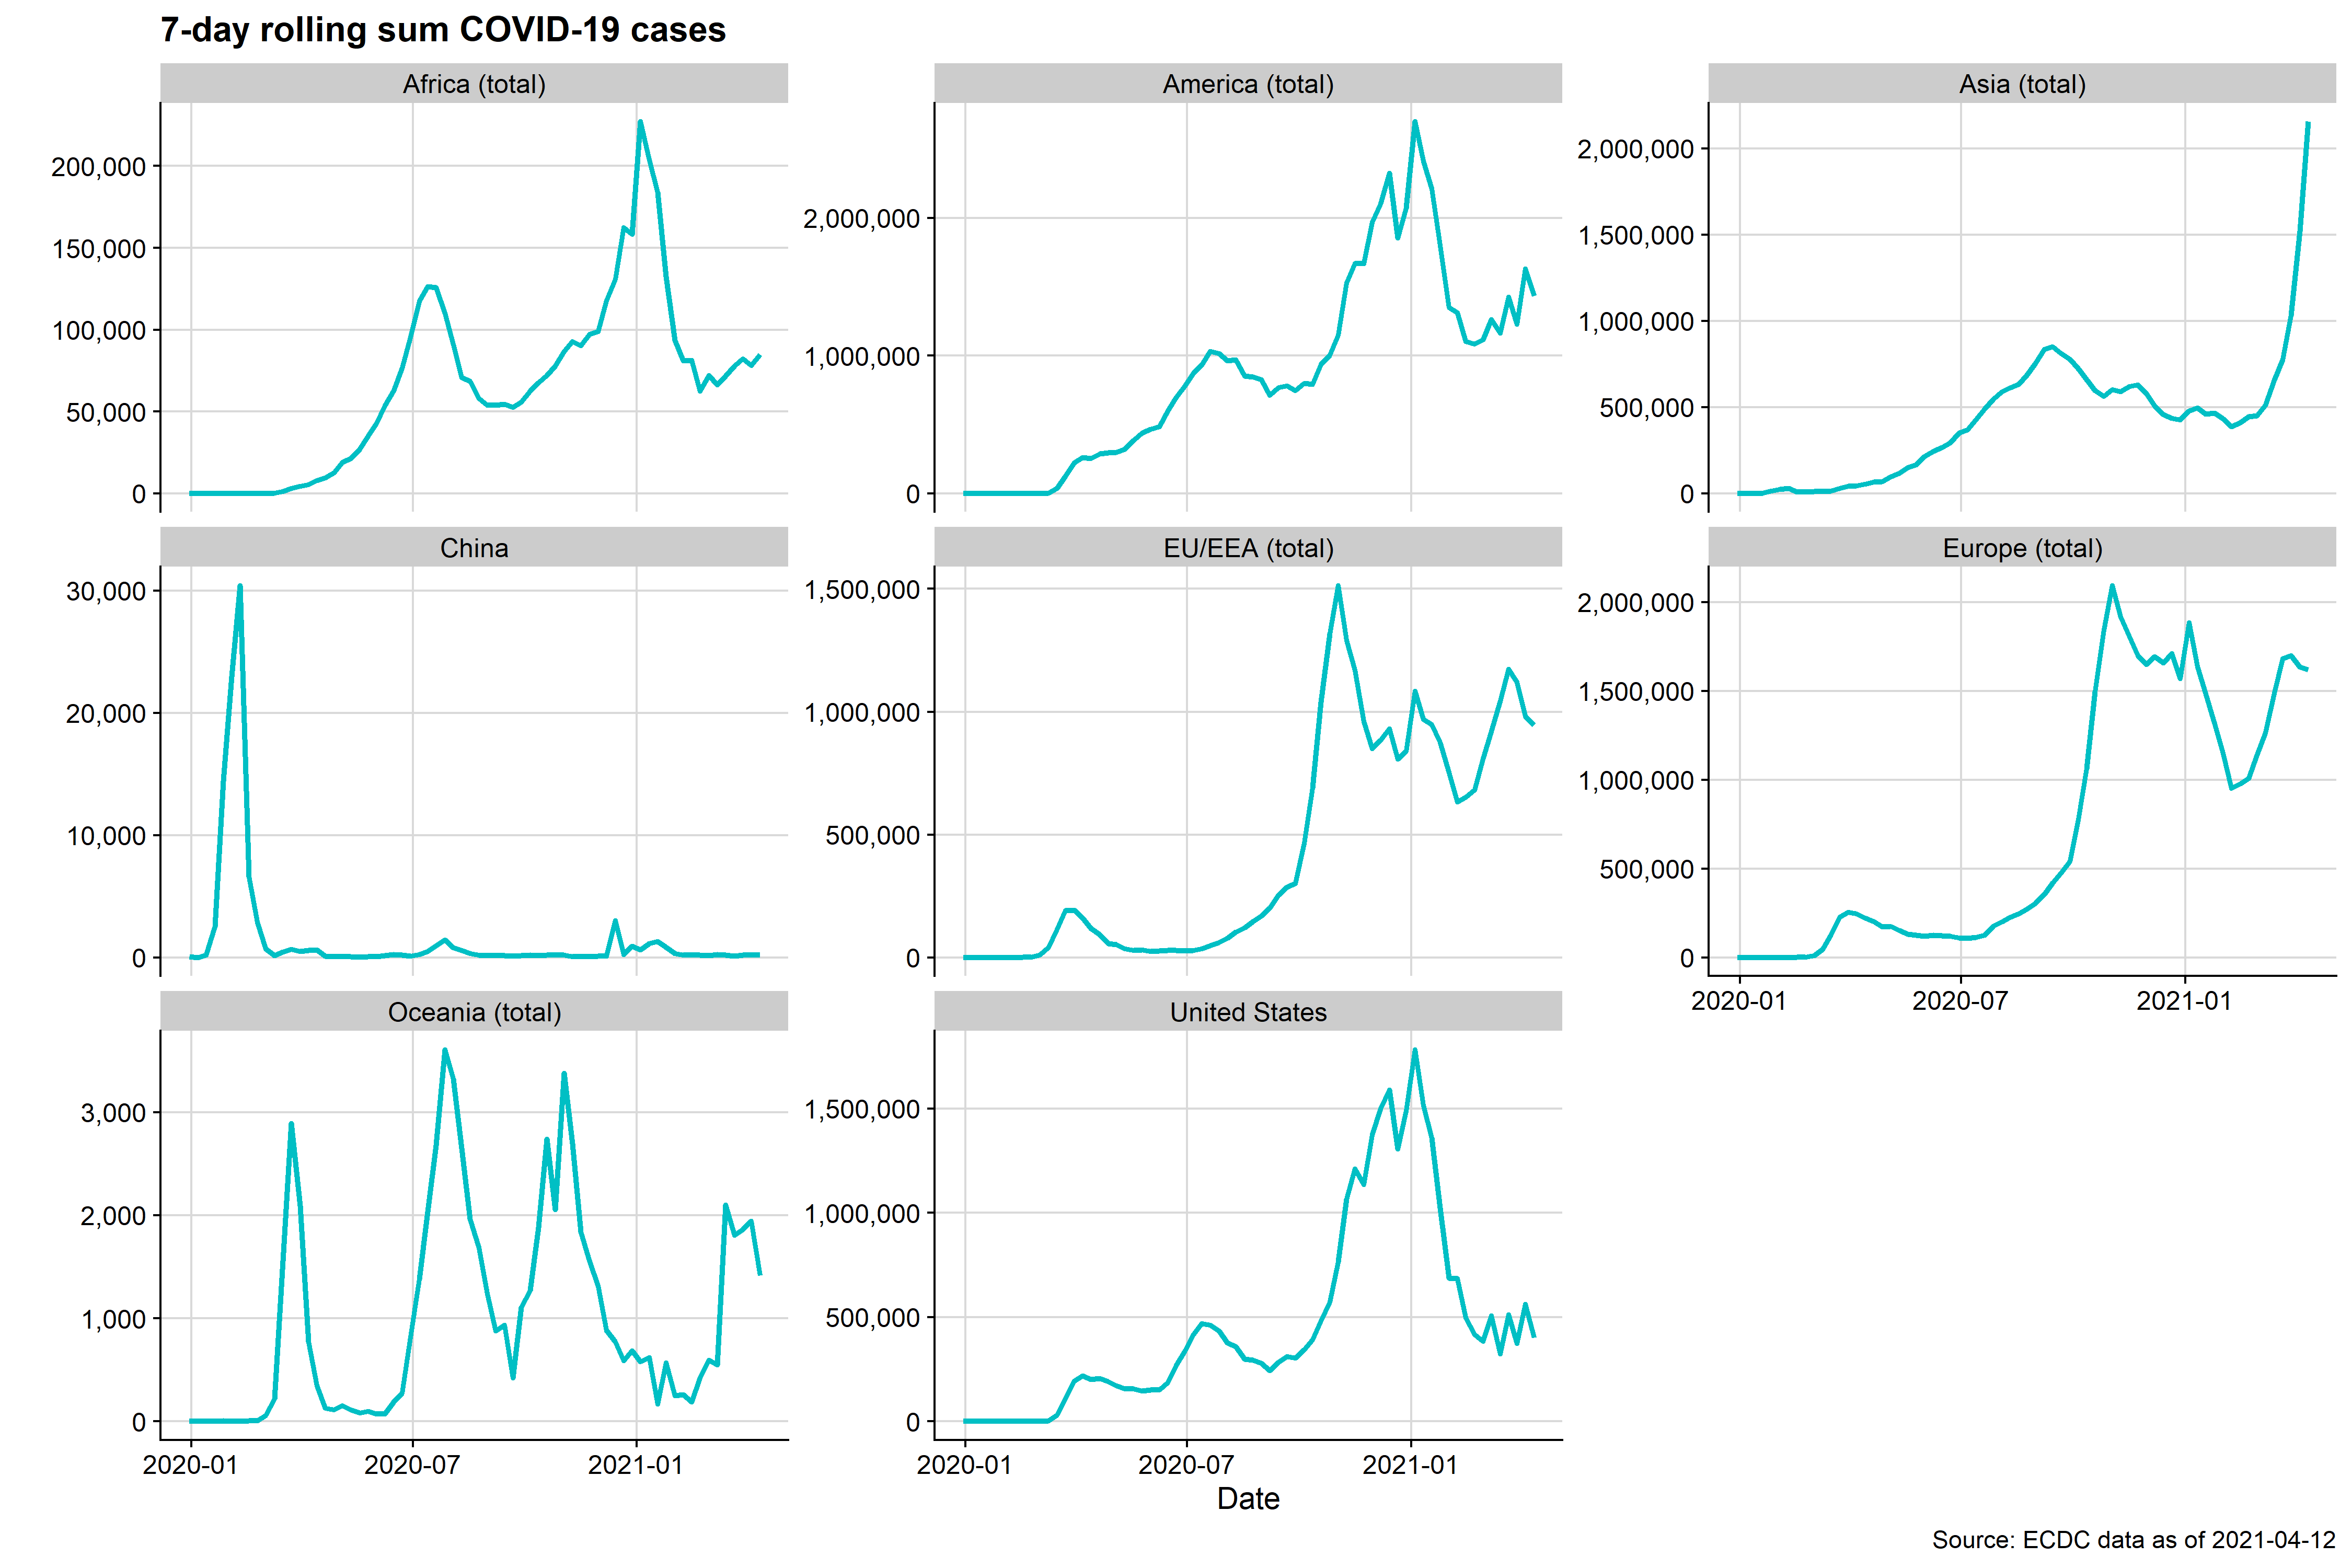 7-day rolling sum COVID-19 cases
Africa (total)
200,000
150,000
100,000
50,000
0
America (total)
2,000,000
1,000,000
0
Asia (total)
2,000,000
1,500,000
1,000,000
500,000
0
China
30,000
20,000
10,000
0
EU/EEA (total)
1,500,000
1,000,000
500,000
0
Europe (total)
2,000,000
1,500,000
1,000,000
500,000
0
2020-01 2020-07 2021-01
Oceania (total)
3,000
2,000
1,000
0
2020-01 2020-07 2021-01
United States
1,500,000
1,000,000
500,000
0
2020-01 2020-07 2021-01
Date
Source: ECDC data as of 2021-04-12